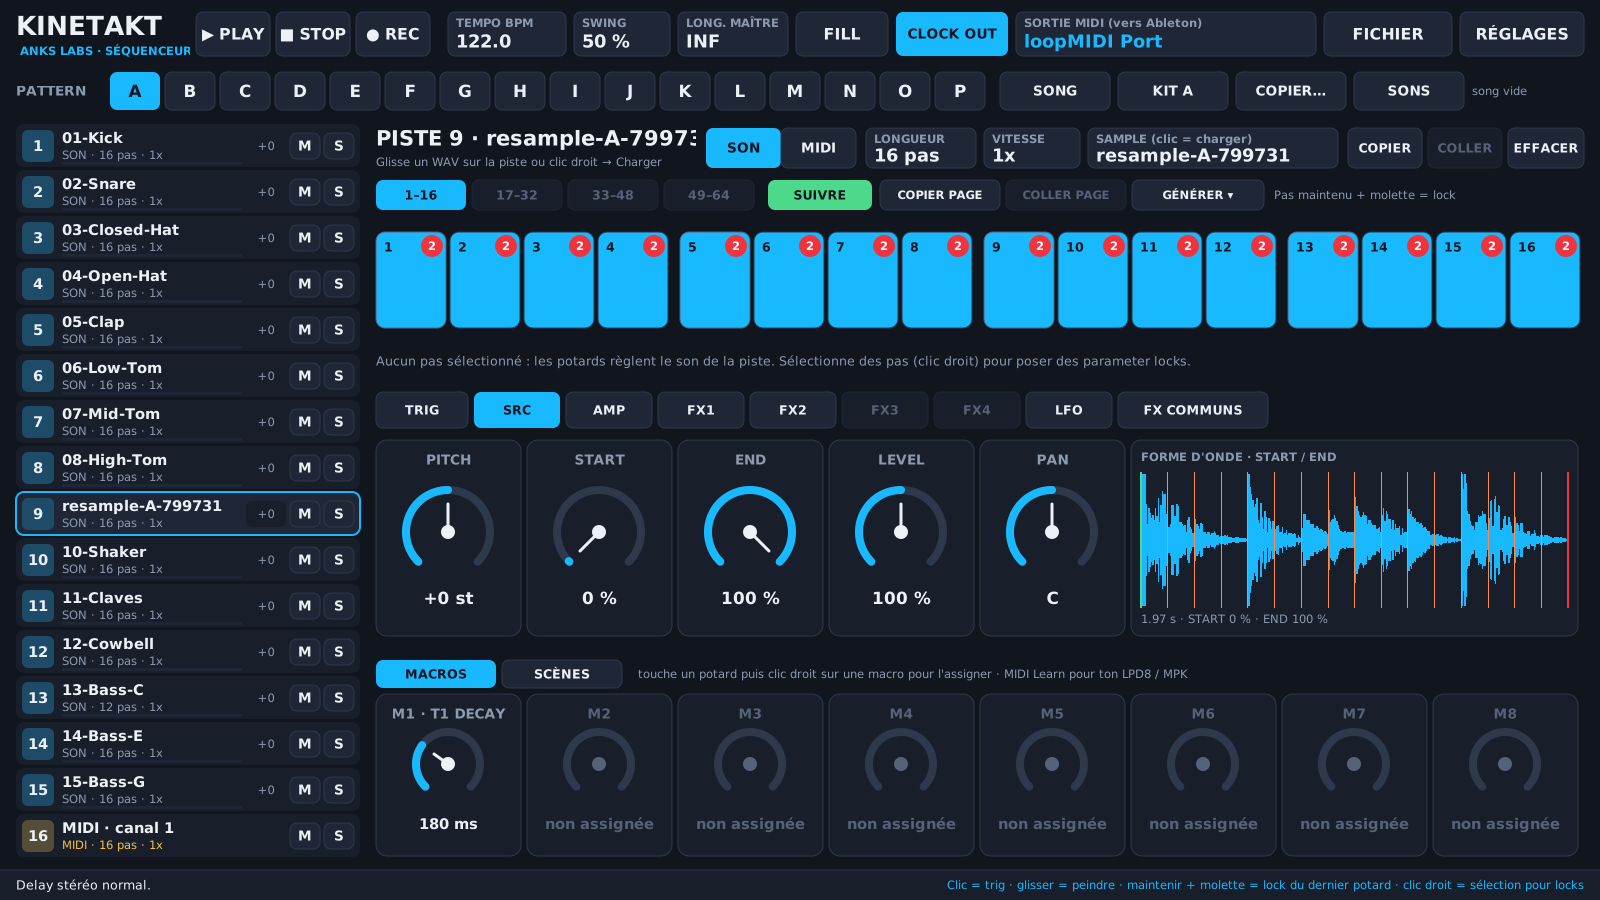 KINETAKT
ANKS LABS · SÉQUENCEUR
▶ PLAY
■ STOP
● REC
TEMPO BPM
122.0
SWING
50 %
LONG. MAÎTRE
INF
FILL
CLOCK OUT
SORTIE MIDI (vers Ableton)
loopMIDI Port
FICHIER
RÉGLAGES
PATTERN
A B C D E F G H I J K L M N O P
SONG
KIT A
COPIER…
SONS
song vide
1 01-Kick +0 M S
SON · 16 pas · 1x
2 02-Snare +0 M S
SON · 16 pas · 1x
3 03-Closed-Hat +0 M S
SON · 16 pas · 1x
4 04-Open-Hat +0 M S
SON · 16 pas · 1x
5 05-Clap +0 M S
SON · 16 pas · 1x
6 06-Low-Tom +0 M S
SON · 16 pas · 1x
7 07-Mid-Tom +0 M S
SON · 16 pas · 1x
8 08-High-Tom +0 M S
SON · 16 pas · 1x
9 resample-A-799731 +0 M S
SON · 16 pas · 1x
10 10-Shaker +0 M S
SON · 16 pas · 1x
11 11-Claves +0 M S
SON · 16 pas · 1x
12 12-Cowbell +0 M S
SON · 16 pas · 1x
13 13-Bass-C +0 M S
SON · 12 pas · 1x
14 14-Bass-E +0 M S
SON · 16 pas · 1x
15 15-Bass-G +0 M S
SON · 16 pas · 1x
16 MIDI · canal 1 M S
MIDI · 16 pas · 1x
PISTE 9 · resample-A-79973
Glisse un WAV sur la piste ou clic droit → Charger
SON
MIDI
LONGUEUR
16 pas
VITESSE
1x
SAMPLE (clic = charger)
resample-A-799731
COPIER
COLLER
EFFACER
1–16
17–32
33–48
49–64
SUIVRE
COPIER PAGE
COLLER PAGE
GÉNÉRER ▾
Pas maintenu + molette = lock
1 2 2 2 3 2 4 2 5 2 6 2 7 2 8 2 9 2 10 2 11 2 12 2 13 2 14 2 15 2 16 2
Aucun pas sélectionné : les potards règlent le son de la piste. Sélectionne des pas (clic droit) pour poser des parameter locks.
TRIG
SRC
AMP
FX1
FX2
FX3
FX4
LFO
FX COMMUNS
PITCH
+0 st
START
0 %
END
100 %
LEVEL
100 %
PAN
C
FORME D'ONDE · START / END
1.97 s · START 0 % · END 100 %
MACROS
SCÈNES
touche un potard puis clic droit sur une macro pour l'assigner · MIDI Learn pour ton LPD8 / MPK
M1 · T1 DECAY
180 ms
M2
non assignée
M3
non assignée
M4
non assignée
M5
non assignée
M6
non assignée
M7
non assignée
M8
non assignée
Delay stéréo normal.
Clic = trig · glisser = peindre · maintenir + molette = lock du dernier potard · clic droit = sélection pour locks